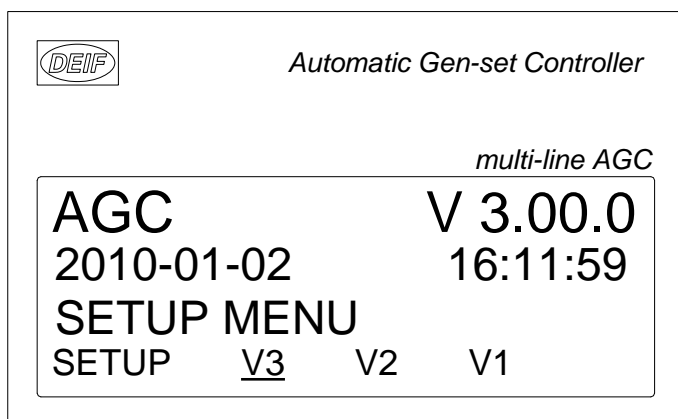 DEIF
Automatic Gen-set Controller
multi-line AGC
AGC V 3.00.0
2010-01-02 16:11:59
SETUP MENU
SETUP V3 V2 V1